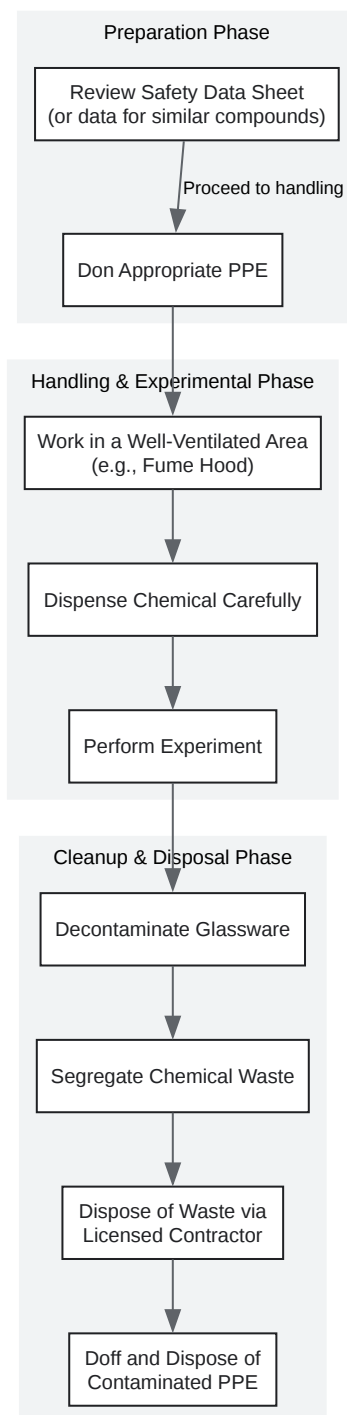 Preparation Phase
Review Safety Data Sheet
(or data for similar compounds)
Proceed to handling
Don Appropriate PPE
Handling & Experimental Phase
Work in a Well-Ventilated Area
(e.g., Fume Hood)
Dispense Chemical Carefully
Perform Experiment
Cleanup & Disposal Phase
Decontaminate Glassware
Segregate Chemical Waste
Dispose of Waste via
Licensed Contractor
Doff and Dispose of
Contaminated PPE